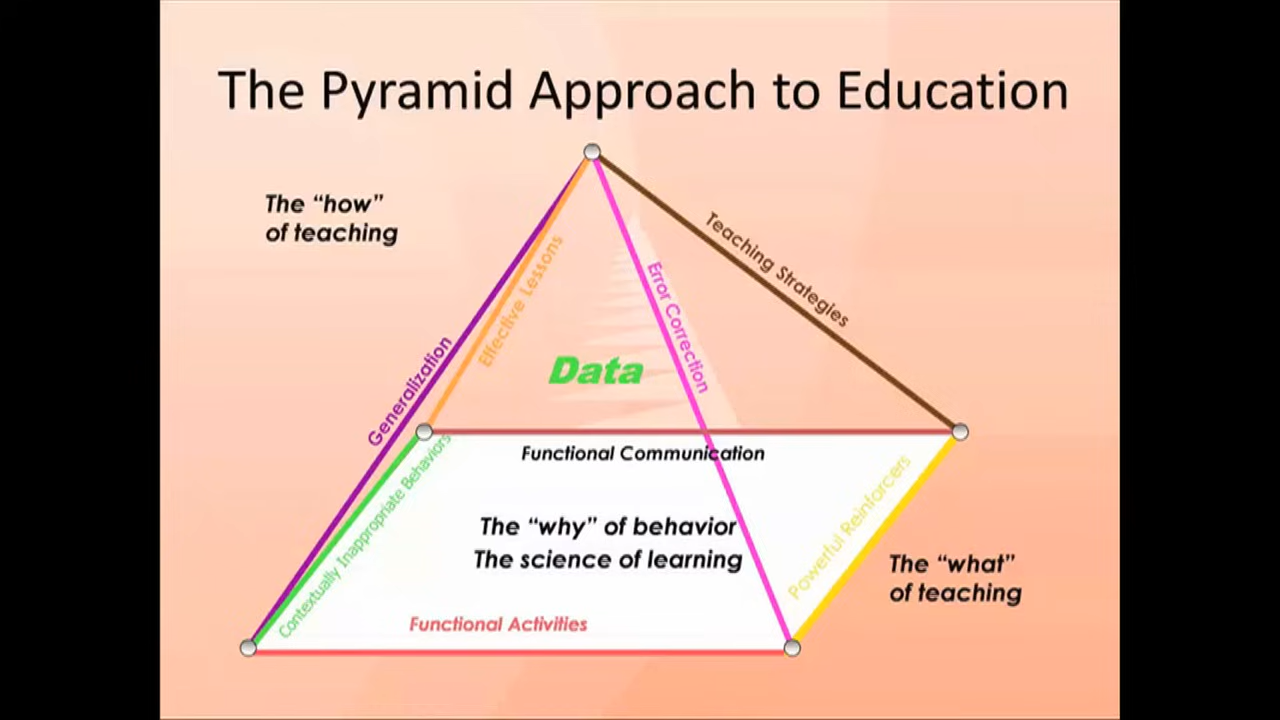 The Pyramid Approach to Education
The “how”
of teaching
Teaching Strategies
Effective Lessons
Error Correction
Generalization
Data
Functional Communication
Contextually Inappropriate Behaviors
Powerful Reinforcers
The “why” of behavior
The science of learning
The “what”
of teaching
Functional Activities